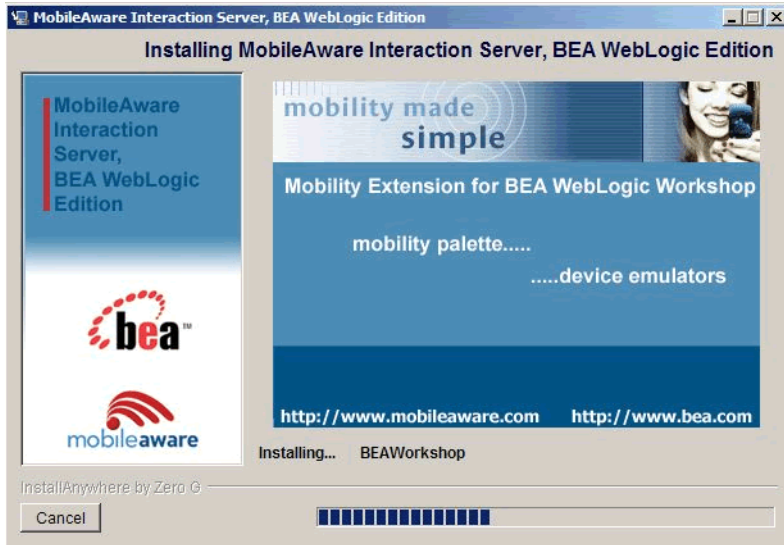 MobileAware Interaction Server, BEA WebLogic Edition
Installing MobileAware Interaction Server, BEA WebLogic Edition
MobileAware
Interaction
Server,
BEA WebLogic
Edition
bea™
mobileaware
mobility made
simple
Mobility Extension for BEA WebLogic Workshop
mobility palette.....
.....device emulators
http://www.mobileaware.com http://www.bea.com
Installing... BEAWorkshop
InstallAnywhere by Zero G
Cancel